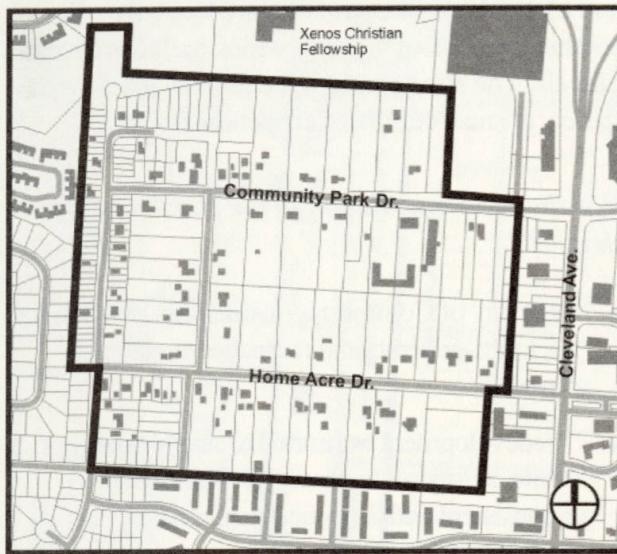 Xenos Christian
Fellowship
Community Park Dr.
Cleveland Ave.
Home Acre Dr.